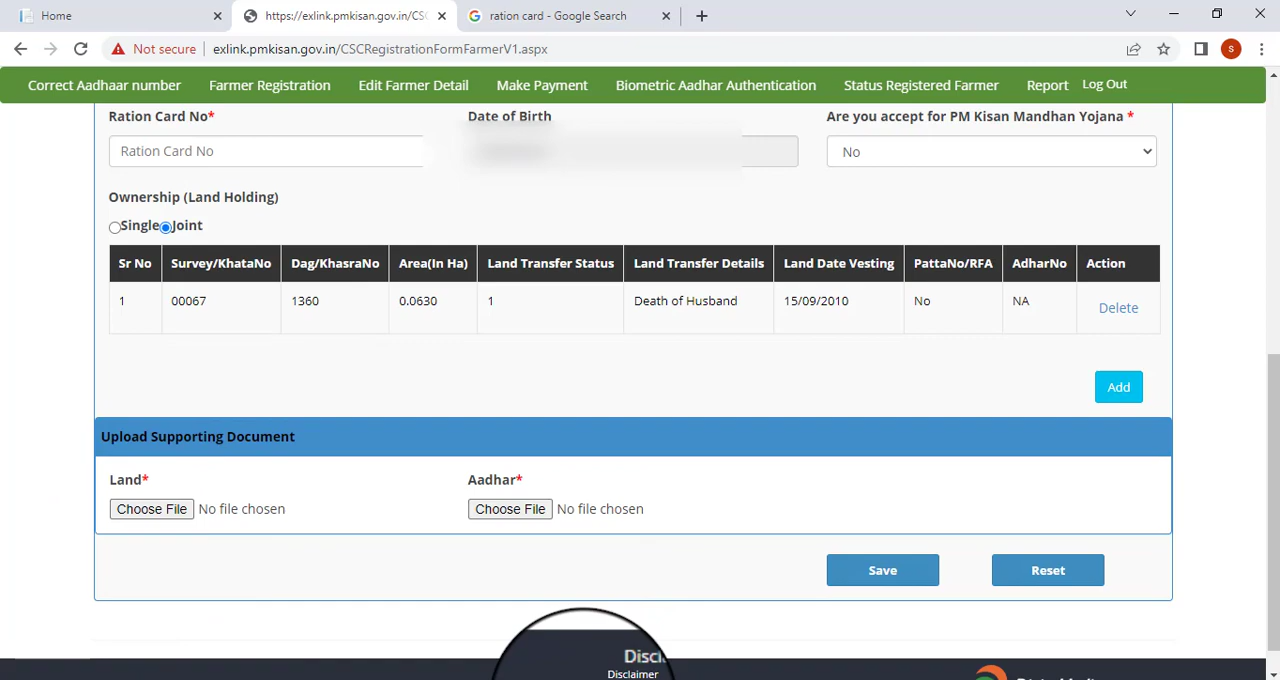 Home
https://exlink.pmkisan.gov.in/CSC
ration card - Google Search
Not secure
exlink.pmkisan.gov.in/CSCRegistrationFormFarmerV1.aspx
S
Correct Aadhaar number Farmer Registration Edit Farmer Detail Make Payment Biometric Aadhar Authentication Status Registered Farmer Report Log Out
Ration Card No* Date of Birth Are you accept for PM Kisan Mandhan Yojana *
Ration Card No No
Ownership (Land Holding)
Single Joint
Sr No Survey/KhataNo Dag/KhasraNo Area(In Ha) Land Transfer Status Land Transfer Details Land Date Vesting PattaNo/RFA AdharNo Action
1 00067 1360 0.0630 1 Death of Husband 15/09/2010 No NA Delete
Add
Upload Supporting Document
Land* Aadhar*
Choose File No file chosen Choose File No file chosen
Save Reset
Discl
Disclaimer